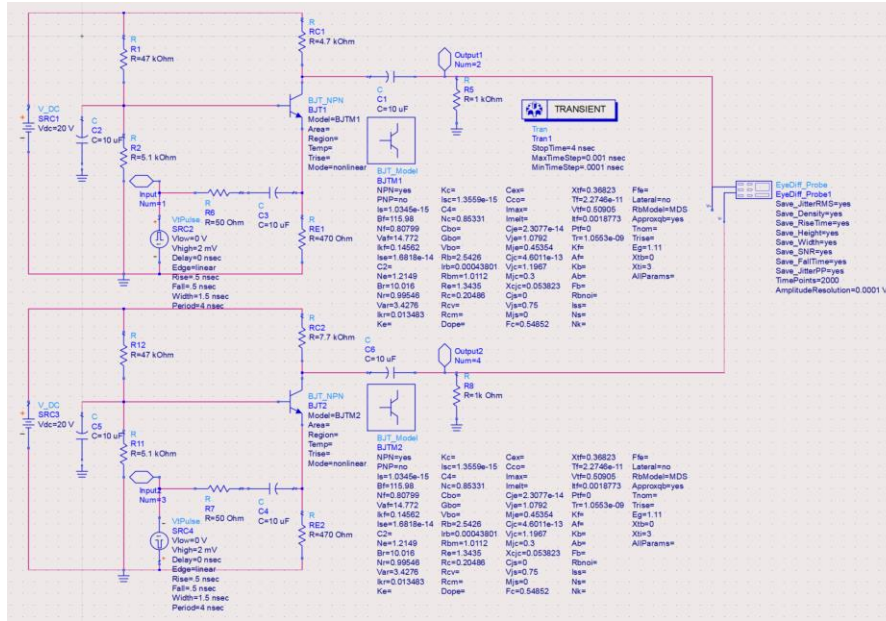 R
RC1
R=4.7 kOhm
R
R1
R=47 kOhm
Output1
Num=2
C
C1
C=10 uF
R
R5
R=1 kOhm
TRANSIENT
Tran
Tran1
StopTime=4 nsec
MaxTimeStep=0.001 nsec
MinTimeStep=.0001 nsec
V_DC
SRC1
Vdc=20 V
C
C2
C=10 uF
R
R2
R=5.1 kOhm
BJT_NPN
BJT1
Model=BJTM1
Area=
Region=
Temp=
Trise=
Mode=nonlinear
Input
Num=1
R
R6
R=50 Ohm
C
C3
C=10 uF
R
RE1
R=470 Ohm
VtPulse
SRC2
Vlow=0 V
Vhigh=2 mV
Delay=0 nsec
Edge=linear
Rise=.5 nsec
Fall=.5 nsec
Width=1.5 nsec
Period=4 nsec
BJT_Model
BJTM1
NPN=yes Kc= Cex= Xtf=0.36823 Ffe=
PNP=no Isc=1.3559e-15 Cco= Tf=2.2746e-11 Lateral=no
Is=1.0345e-15 C4= Imax= Vtf=0.50905 RbModel=MDS
Bf=115.98 Nc=0.85331 Imelt= Itf=0.0018773 Approxqb=yes
Nf=0.80799 Cbo= Cje=2.3077e-14 Ptf=0 Tnom=
Vaf=14.772 Gbo= Vje=1.0792 Tr=1.0553e-09 Trise=
Ikf=0.14562 Vbo= Mje=0.45354 Kf= Eg=1.11
Ise=1.6818e-14 Rb=2.5426 Cjc=4.6011e-13 Af= Xtb=0
C2= Irb=0.00043801 Vjc=1.1967 Kb= Xti=3
Ne=1.2149 Rbm=1.0112 Mjc=0.3 Ab= AllParams=
Br=10.016 Re=1.3435 Xcjc=0.053823 Fb=
Nr=0.99546 Rc=0.20486 Cjs=0 Rbnoi=
Var=3.4276 Rcv= Vjs=0.75 Iss=
Ikr=0.013483 Rcm= Mjs=0 Ns=
Ke= Dope= Fc=0.54852 Nk=
EyeDiff_Probe
EyeDiff_Probe1
Save_JitterRMS=yes
Save_Density=yes
Save_RiseTime=yes
Save_Height=yes
Save_Width=yes
Save_SNR=yes
Save_FallTime=yes
Save_JitterPP=yes
TimePoints=2000
AmplitudeResolution=0.0001 V
R
RC2
R=7.7 kOhm
R
R12
R=47 kOhm
C
C6
C=10 uF
Output2
Num=4
R
R8
R=1k Ohm
V_DC
SRC3
Vdc=20 V
C
C5
C=10 uF
R
R11
R=5.1 kOhm
BJT_NPN
BJT2
Model=BJTM2
Area=
Region=
Temp=
Trise=
Mode=nonlinear
Input2
Num=3
R
R7
R=50 Ohm
C
C4
C=10 uF
R
RE2
R=470 Ohm
VtPulse
SRC4
Vlow=0 V
Vhigh=2 mV
Delay=0 nsec
Edge=linear
Rise=.5 nsec
Fall=.5 nsec
Width=1.5 nsec
Period=4 nsec
BJT_Model
BJTM2
NPN=yes Kc= Cex= Xtf=0.36823 Ffe=
PNP=no Isc=1.3559e-15 Cco= Tf=2.2746e-11 Lateral=no
Is=1.0345e-15 C4= Imax= Vtf=0.50905 RbModel=MDS
Bf=115.98 Nc=0.85331 Imelt= Itf=0.0018773 Approxqb=yes
Nf=0.80799 Cbo= Cje=2.3077e-14 Ptf=0 Tnom=
Vaf=14.772 Gbo= Vje=1.0792 Tr=1.0553e-09 Trise=
Ikf=0.14562 Vbo= Mje=0.45354 Kf= Eg=1.11
Ise=1.6818e-14 Rb=2.5426 Cjc=4.6011e-13 Af= Xtb=0
C2= Irb=0.00043801 Vjc=1.1967 Kb= Xti=3
Ne=1.2149 Rbm=1.0112 Mjc=0.3 Ab= AllParams=
Br=10.016 Re=1.3435 Xcjc=0.053823 Fb=
Nr=0.99546 Rc=0.20486 Cjs=0 Rbnoi=
Var=3.4276 Rcv= Vjs=0.75 Iss=
Ikr=0.013483 Rcm= Mjs=0 Ns=
Ke= Dope= Fc=0.54852 Nk=